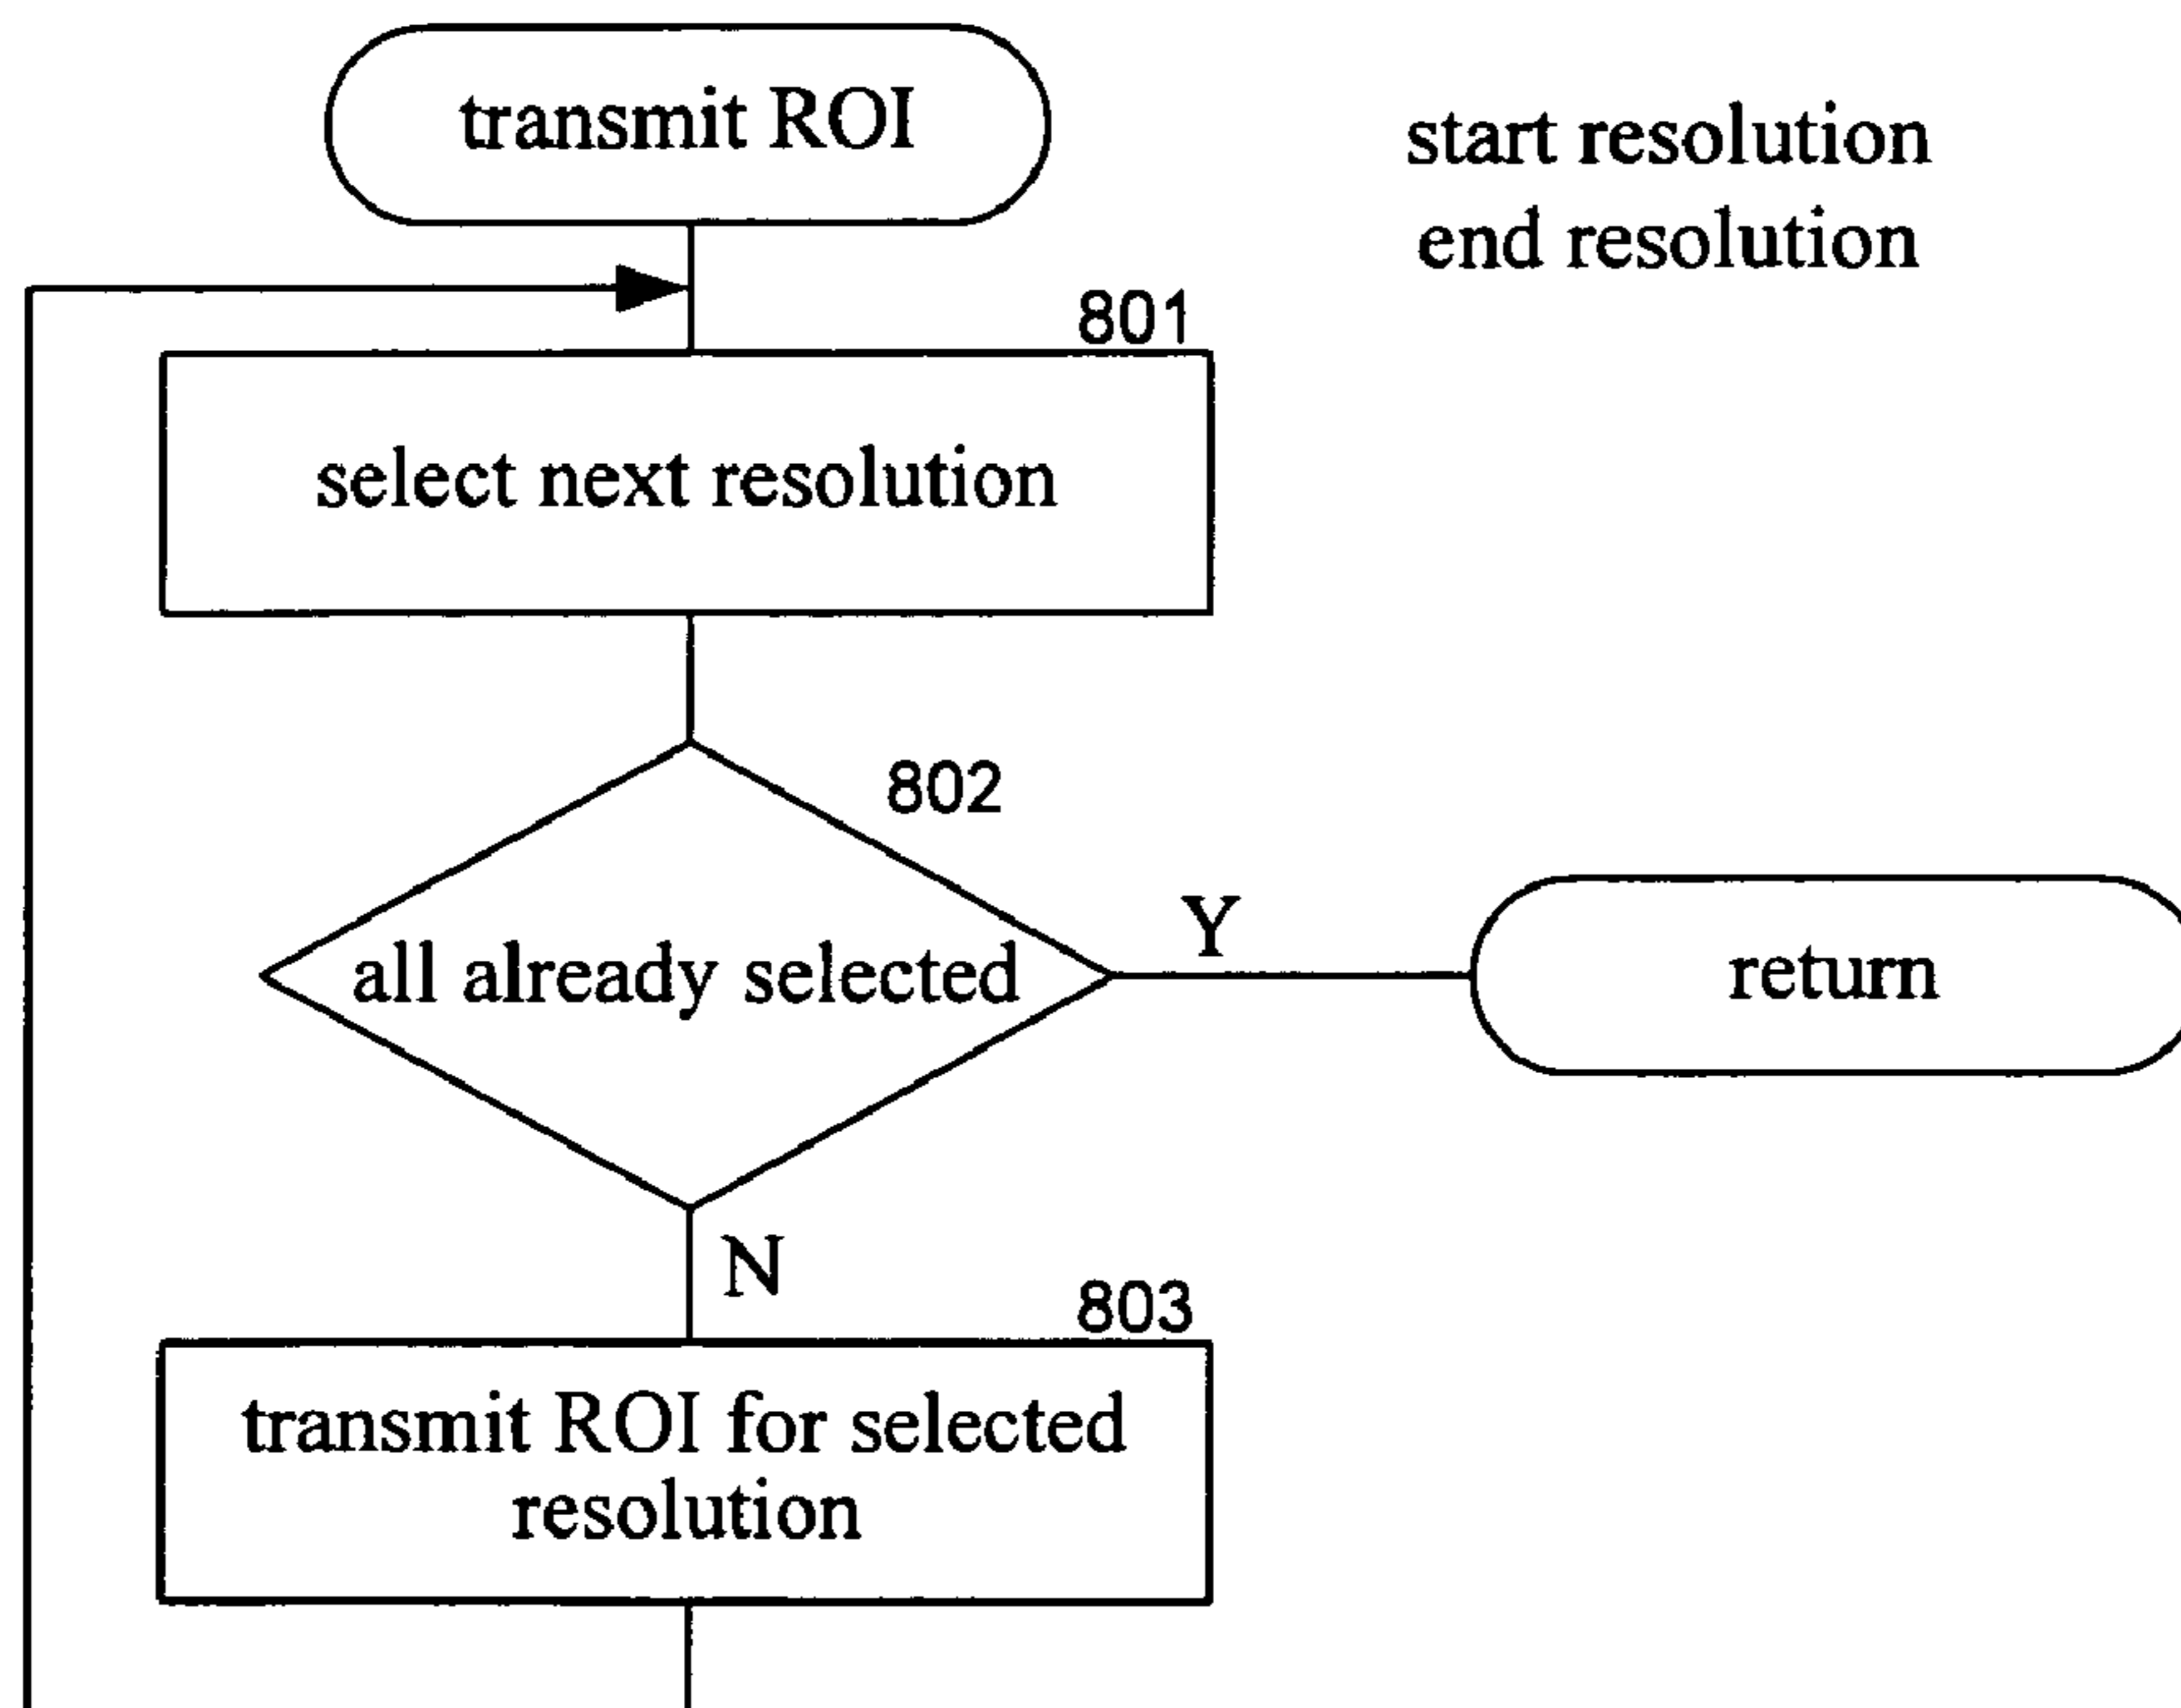 transmit ROI
start resolution
end resolution
801
select next resolution
802
all already selected
Y
return
N
803
transmit ROI for selected
resolution